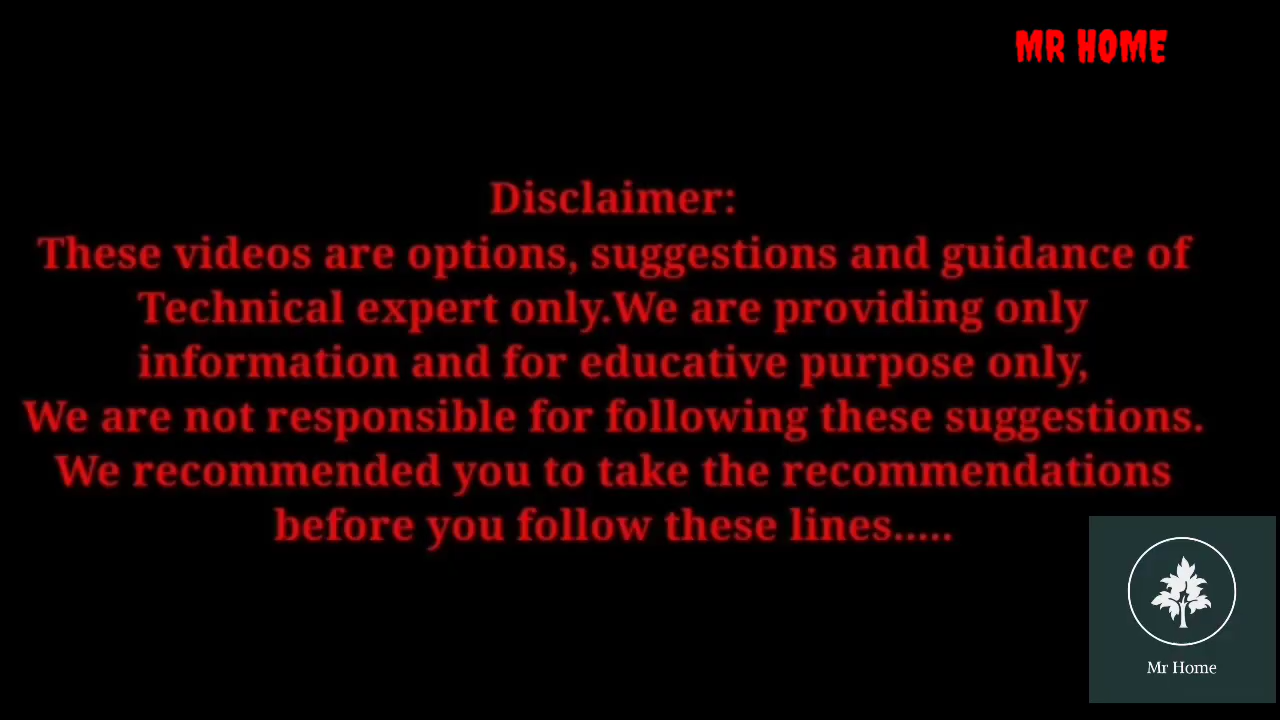 MR HOME
Disclaimer:
These videos are options, suggestions and guidance of
Technical expert only.We are providing only
information and for educative purpose only,
We are not responsible for following these suggestions.
We recommended you to take the recommendations
before you follow these lines.....
Mr Home